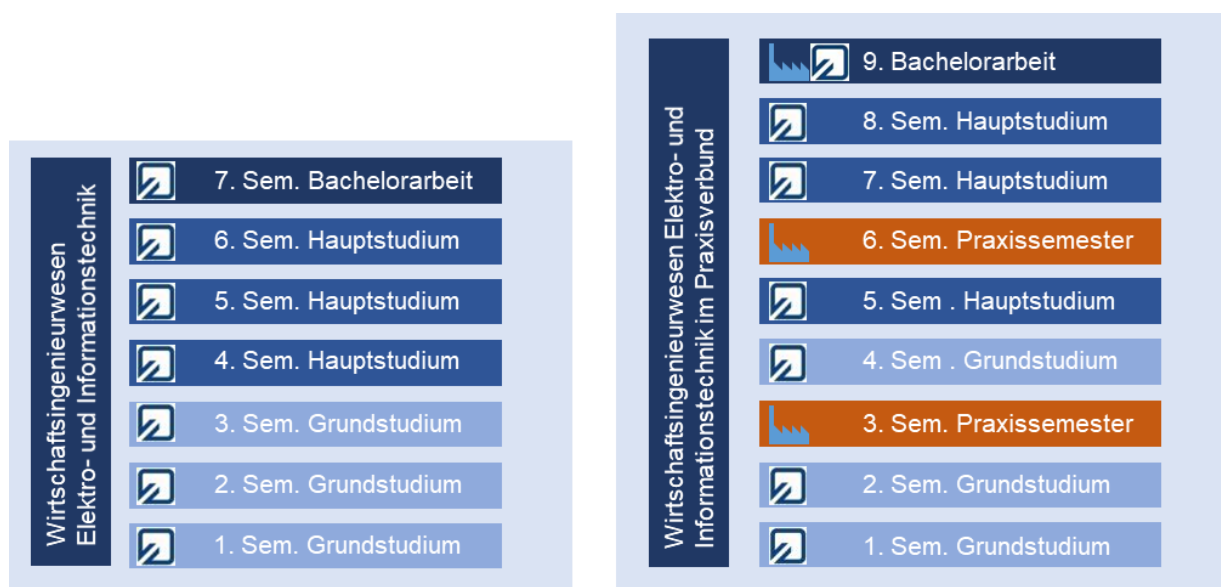 Wirtschaftsingenieurwesen
Elektro- und Informationstechnik
7. Sem. Bachelorarbeit
6. Sem. Hauptstudium
5. Sem. Hauptstudium
4. Sem. Hauptstudium
3. Sem. Grundstudium
2. Sem. Grundstudium
1. Sem. Grundstudium
Wirtschaftsingenieurwesen Elektro- und
Informationstechnik im Praxisverbund
9. Bachelorarbeit
8. Sem. Hauptstudium
7. Sem. Hauptstudium
6. Sem. Praxissemester
5. Sem . Hauptstudium
4. Sem . Grundstudium
3. Sem. Praxissemester
2. Sem. Grundstudium
1. Sem. Grundstudium